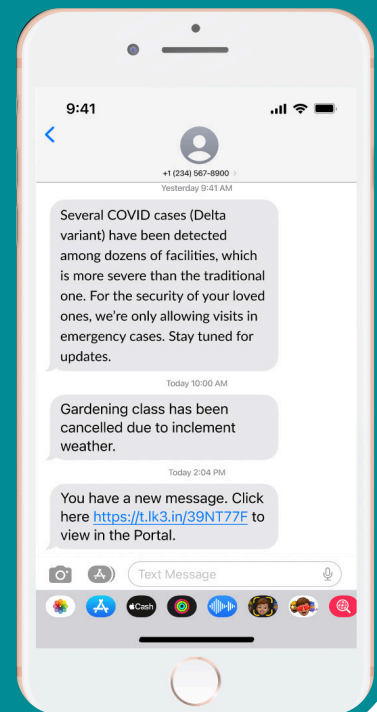 9:41
+1 (234) 567-8900
Yesterday 9:41 AM
Several COVID cases (Delta
variant) have been detected
among dozens of facilities, which
is more severe than the traditional
one. For the security of your loved
ones, we’re only allowing visits in
emergency cases. Stay tuned for
updates.
Today 10:00 AM
Gardening class has been
cancelled due to inclement
weather.
Today 2:04 PM
You have a new message. Click
here https://t.lk3.in/39NT77F to
view in the Portal.
Text Message
Cash